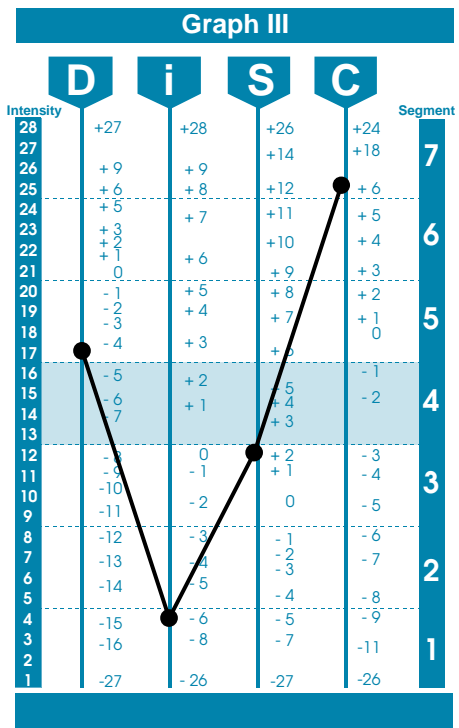 Graph III
D i S C
Intensity Segment
28 +27 +28 +26 +24
27 +14 +18
7
26 + 9 + 9
25 + 6 + 8 +12 + 6
24 + 5 + 7 +11 + 5
23 + 3
6
+ 2 +10 + 4
22 + 1 + 6
21 0 + 9 + 3
20 - 1 + 5 + 8 + 2
19 - 2 + 4 + 7 + 1
5
18 - 3 0
17 - 4 + 3 + 6
16 - 5 + 2 - 1
15 - 6 + 5 - 2
4
14 - 7 + 1 + 4
13 + 3
12 - 8 0 + 2 - 3
11 - 9 - 1 + 1 - 4
3
10 -10 - 2 0 - 5
9 -11
8 -12 - 3 - 1 - 6
7 -13 - 4 - 2 - 7
2
6 -14 - 5 - 3
5 - 4 - 8
4 -15 - 6 - 5 - 9
3 -16 - 8 - 7 -11
1
2
1 -27 - 26 -27 -26